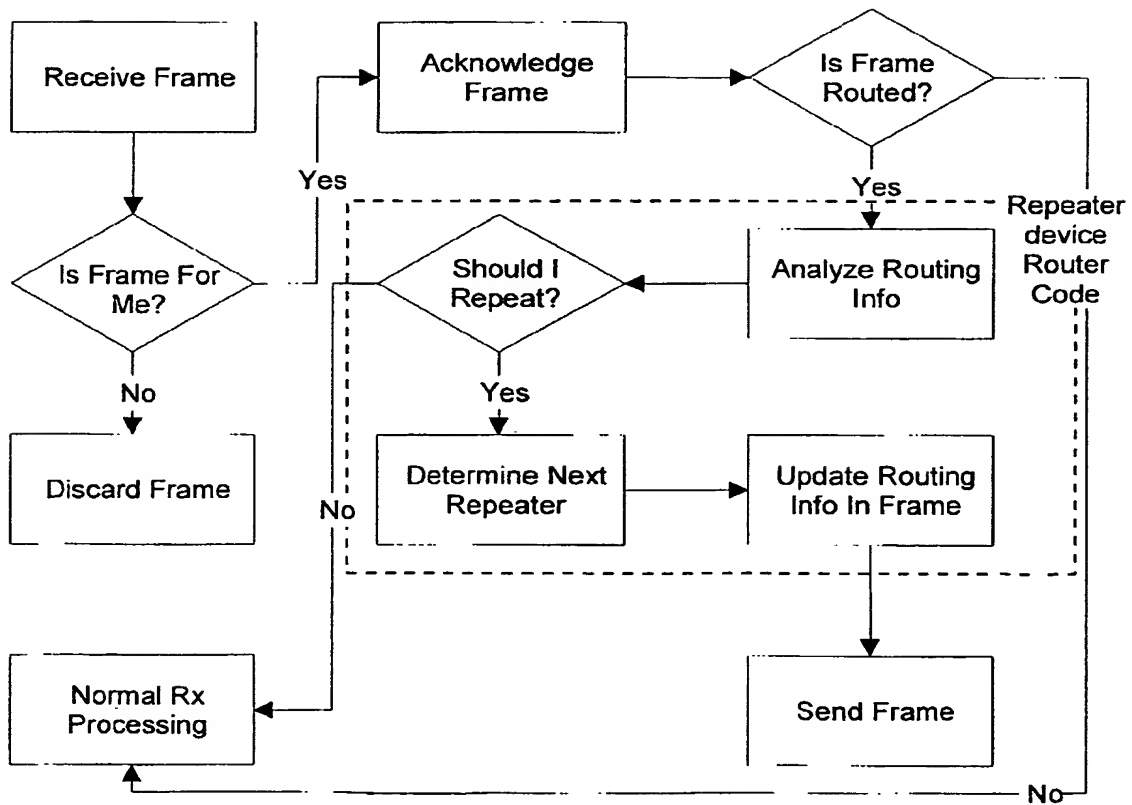 Receive Frame
Acknowledge
Frame
Is Frame
Routed?
Yes
Yes
Repeater
device
Router
Code
Is Frame For
Me?
Should I
Repeat?
Analyze Routing
Info
No
Yes
Discard Frame
No
Determine Next
Repeater
Update Routing
Info In Frame
Normal Rx
Processing
Send Frame
No